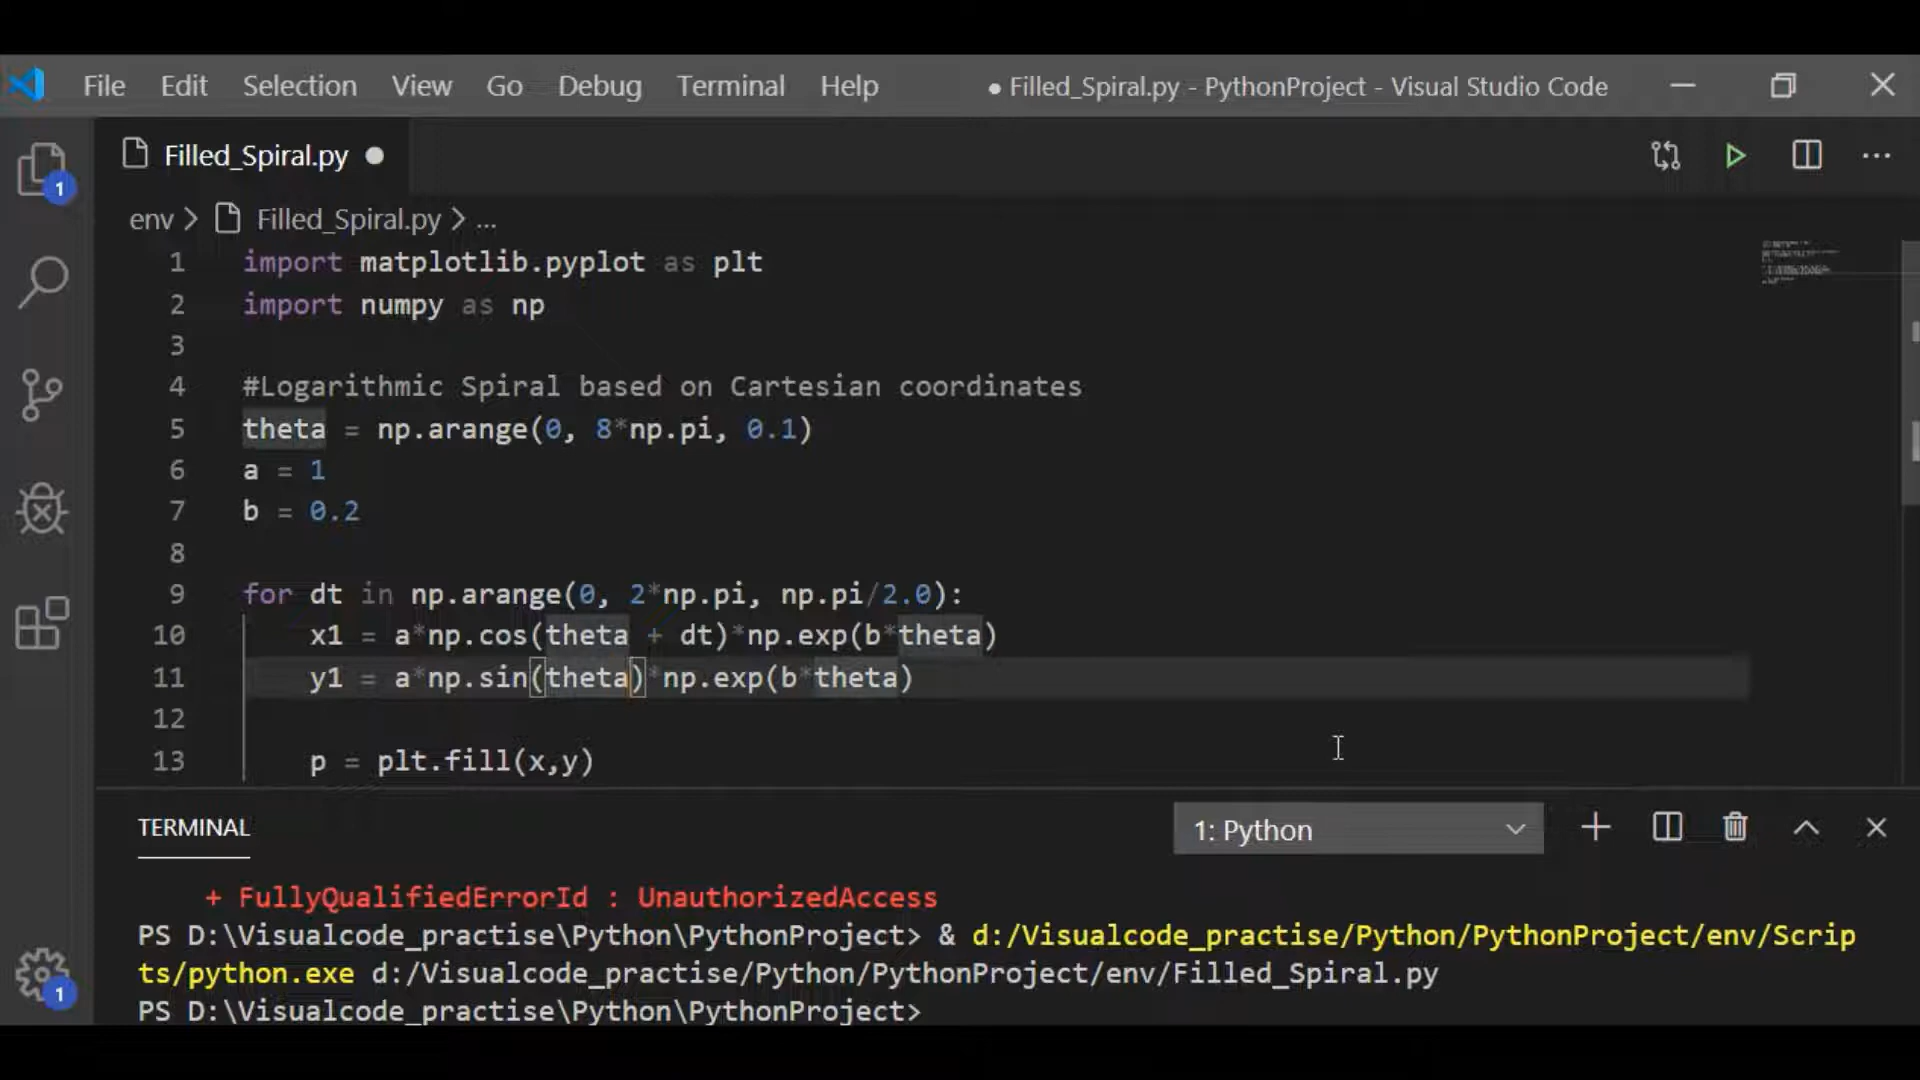 File Edit Selection View Go Debug Terminal Help ● Filled_Spiral.py - PythonProject - Visual Studio Code
Filled_Spiral.py ●
env > Filled_Spiral.py > ...
1 import matplotlib.pyplot as plt
2 import numpy as np
3
4 #Logarithmic Spiral based on Cartesian coordinates
5 theta = np.arange(0, 8*np.pi, 0.1)
6 a = 1
7 b = 0.2
8
9 for dt in np.arange(0, 2*np.pi, np.pi/2.0):
10 x1 = a*np.cos(theta + dt)*np.exp(b*theta)
11 y1 = a*np.sin(theta)*np.exp(b*theta)
12
13 p = plt.fill(x,y)
1
1
TERMINAL
1: Python
+ FullyQualifiedErrorId : UnauthorizedAccess
PS D:\Visualcode_practise\Python\PythonProject> & d:/Visualcode_practise/Python/PythonProject/env/Scrip
ts/python.exe d:/Visualcode_practise/Python/PythonProject/env/Filled_Spiral.py
PS D:\Visualcode_practise\Python\PythonProject>